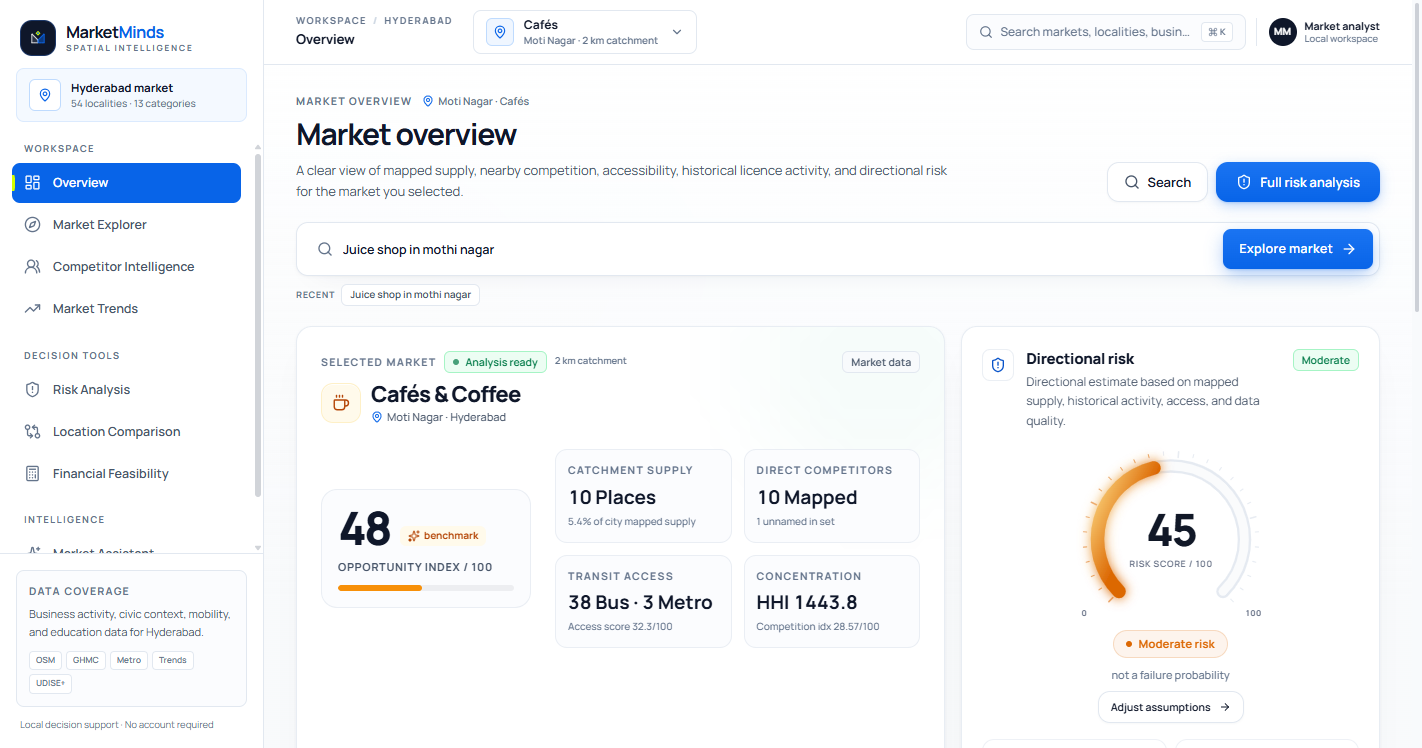 MarketMinds
SPATIAL INTELLIGENCE
Hyderabad market
54 localities · 13 categories
WORKSPACE
Overview
Market Explorer
Competitor Intelligence
Market Trends
DECISION TOOLS
Risk Analysis
Location Comparison
Financial Feasibility
INTELLIGENCE
Market Assistant
DATA COVERAGE
Business activity, civic context, mobility,
and education data for Hyderabad.
OSM GHMC Metro Trends
UDISE+
Local decision support · No account required
WORKSPACE / HYDERABAD
Overview
Cafés
Moti Nagar · 2 km catchment
Search markets, localities, busin... ⌘ K
MM
Market analyst
Local workspace
MARKET OVERVIEW Moti Nagar · Cafés
Market overview
A clear view of mapped supply, nearby competition, accessibility, historical licence activity, and directional risk
for the market you selected.
Search
Full risk analysis
Juice shop in mothi nagar
Explore market →
RECENT Juice shop in mothi nagar
SELECTED MARKET Analysis ready 2 km catchment Market data
Cafés & Coffee
Moti Nagar · Hyderabad
48 benchmark
OPPORTUNITY INDEX / 100
CATCHMENT SUPPLY
10 Places
5.4% of city mapped supply
DIRECT COMPETITORS
10 Mapped
1 unnamed in set
TRANSIT ACCESS
38 Bus · 3 Metro
Access score 32.3/100
CONCENTRATION
HHI 1443.8
Competition idx 28.57/100
Directional risk Moderate
Directional estimate based on mapped
supply, historical activity, access, and data
quality.
45
RISK SCORE / 100
0 100
Moderate risk
not a failure probability
Adjust assumptions →